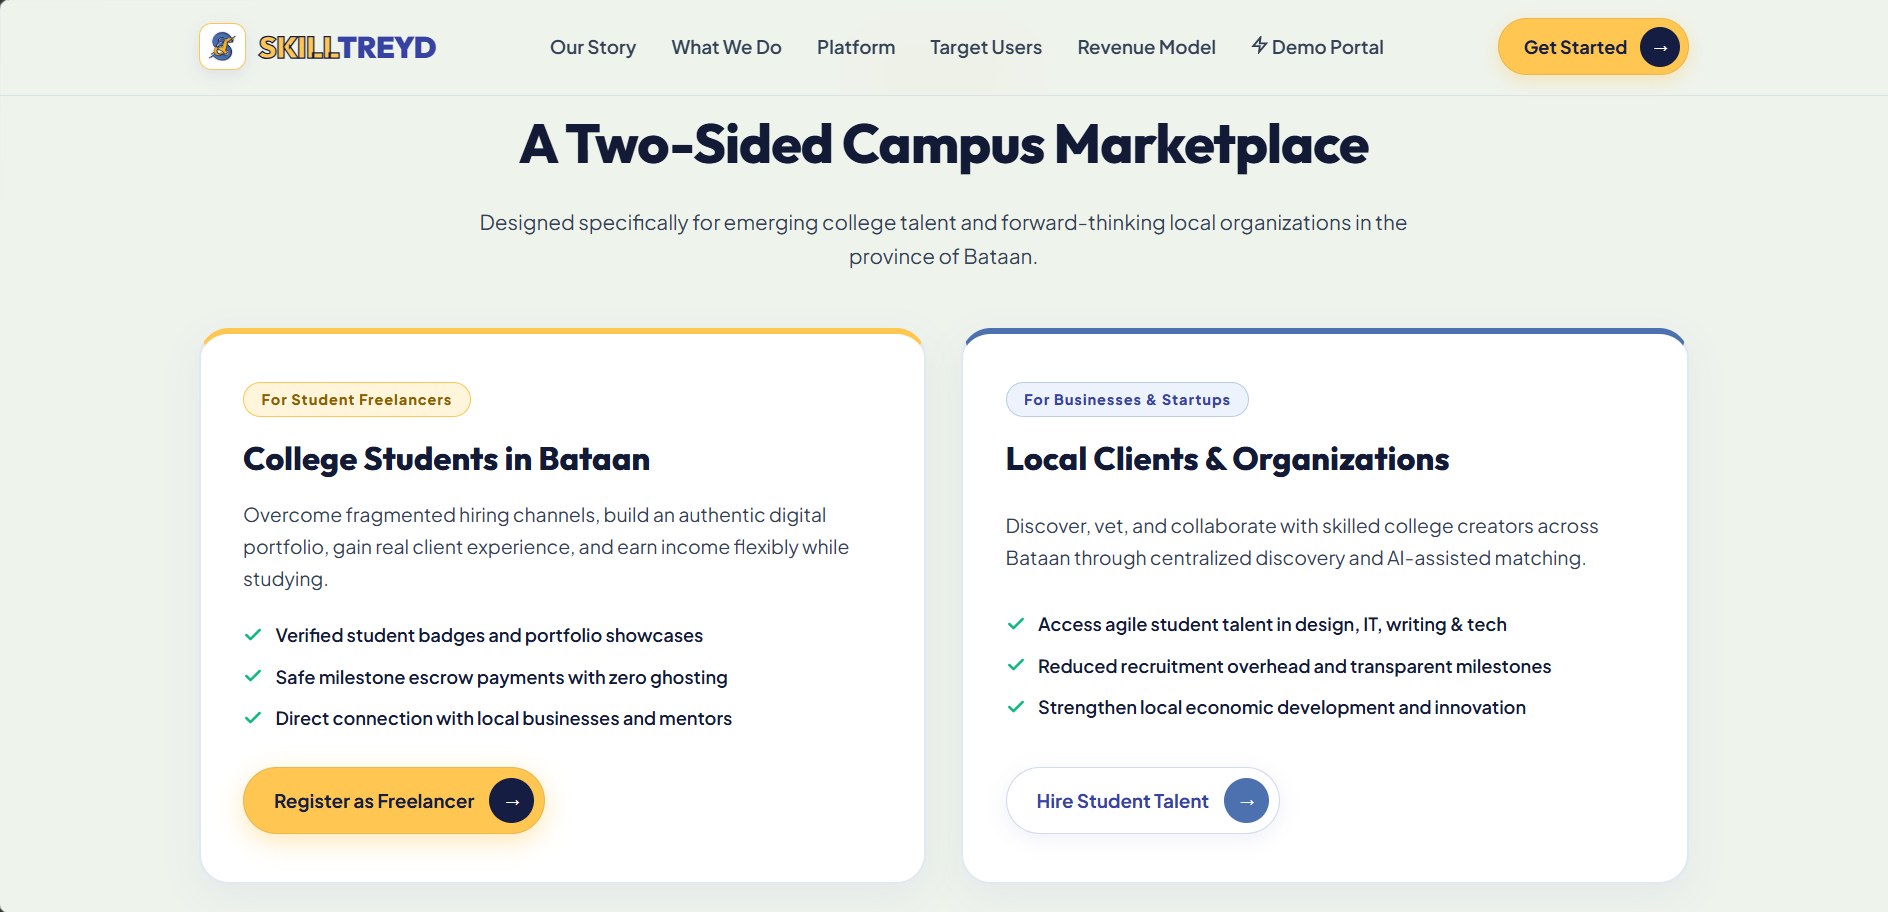 SKILLTREYD
Our Story
What We Do
Platform
Target Users
Revenue Model
Demo Portal
Get Started →
A Two-Sided Campus Marketplace
Designed specifically for emerging college talent and forward-thinking local organizations in the
province of Bataan.
For Student Freelancers
College Students in Bataan
Overcome fragmented hiring channels, build an authentic digital
portfolio, gain real client experience, and earn income flexibly while
studying.
Verified student badges and portfolio showcases
Safe milestone escrow payments with zero ghosting
Direct connection with local businesses and mentors
Register as Freelancer →
For Businesses & Startups
Local Clients & Organizations
Discover, vet, and collaborate with skilled college creators across
Bataan through centralized discovery and AI-assisted matching.
Access agile student talent in design, IT, writing & tech
Reduced recruitment overhead and transparent milestones
Strengthen local economic development and innovation
Hire Student Talent →